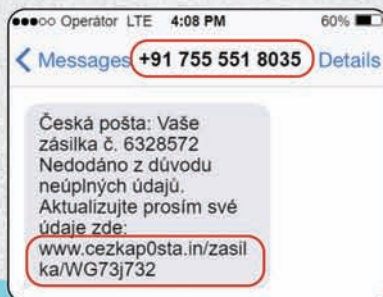 ●●●○○ Operátor LTE 4:08 PM 60%
Messages +91 755 551 8035 Details
Česká pošta: Vaše
zásilka č. 6328572
Nedodáno z důvodu
neúplných údajů.
Aktualizujte prosím své
údaje zde:
www.cezkap0sta.in/zasil
ka/WG73j732